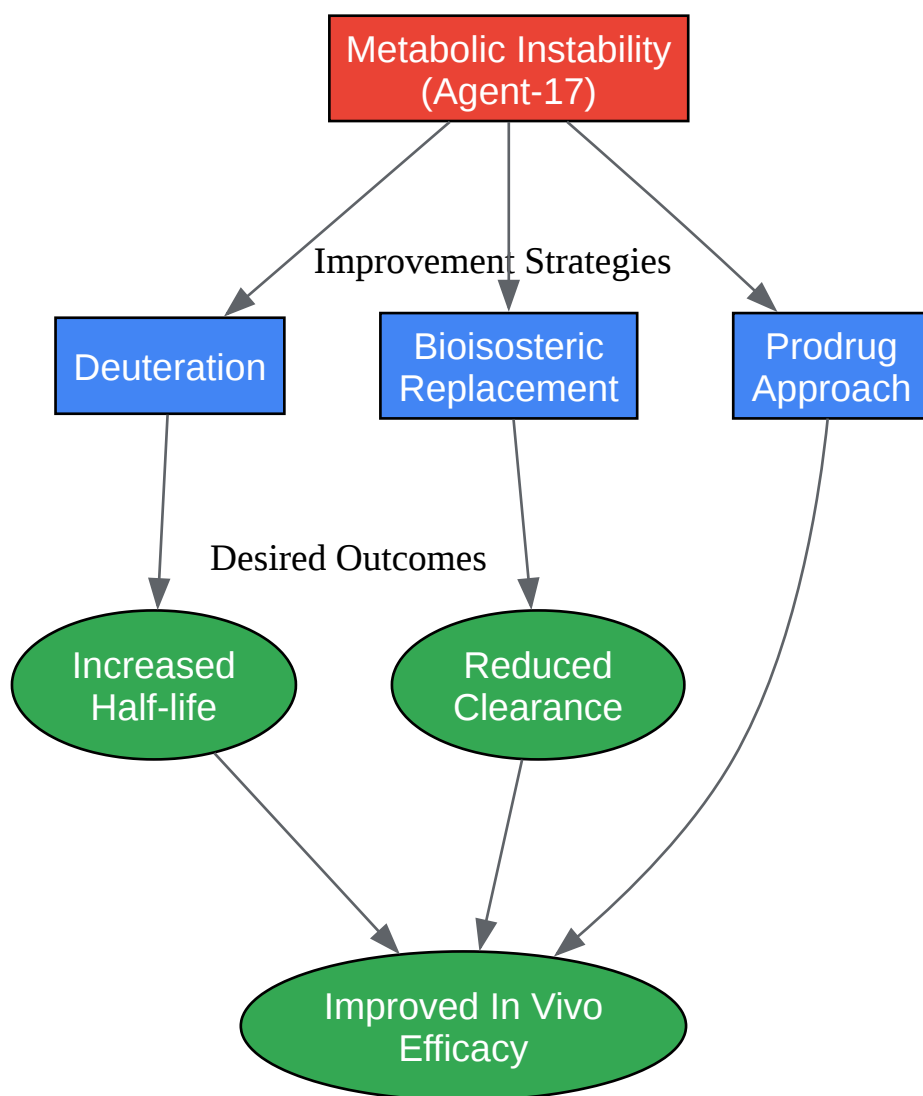 Metabolic Instability
(Agent-17)
Improvement Strategies
Deuteration
Bioisosteric
Replacement
Prodrug
Approach
Desired Outcomes
Increased
Half-life
Reduced
Clearance
Improved In Vivo
Efficacy